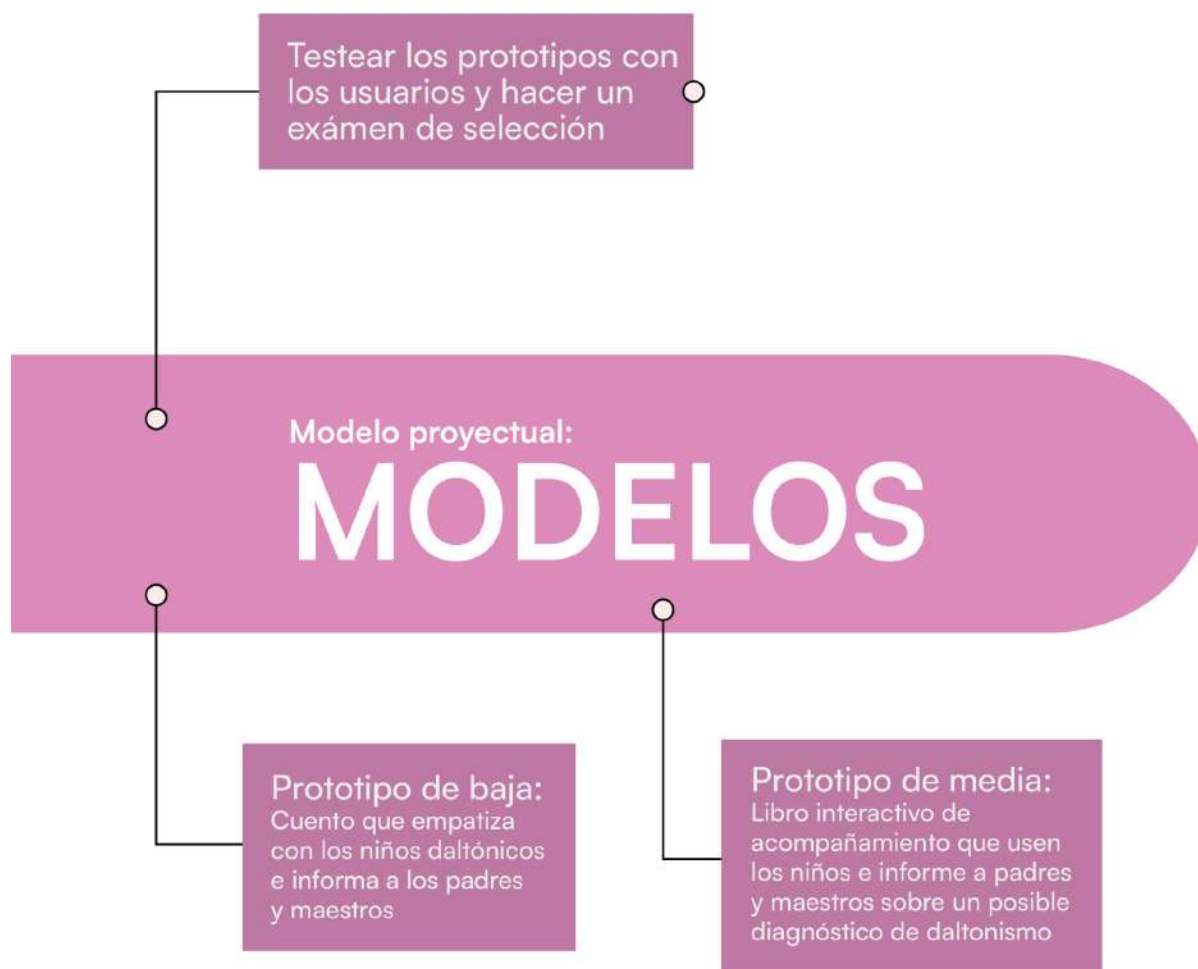 Testear los prototipos con
los usuarios y hacer un
exámen de selección
Modelo proyectual:
MODELOS
Prototipo de baja:
Cuento que empatiza
con los niños daltónicos
e informa a los padres
y maestros
Prototipo de media:
Libro interactivo de
acompañamiento que usen
los niños e informe a padres
y maestros sobre un posible
diagnóstico de daltonismo